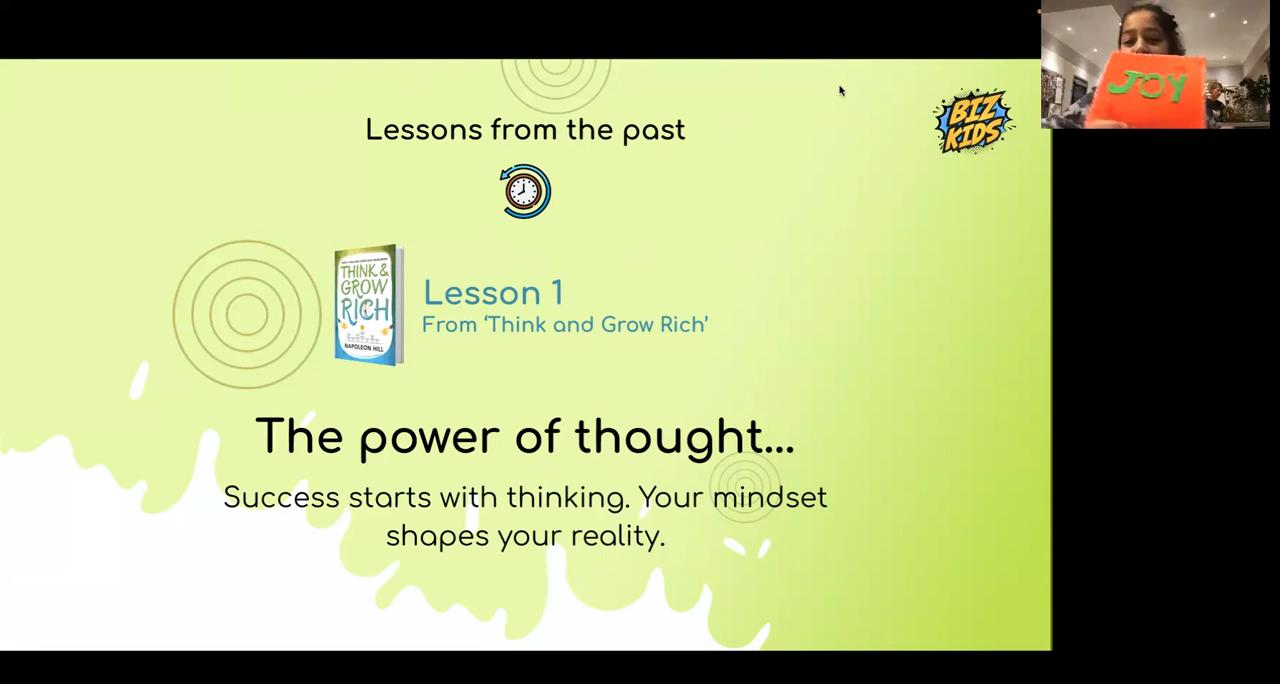 Lessons from the past
BIZ
KIDS
JOY
THINK &
GROW
RICH
NAPOLEON HILL
Lesson 1
From ‘Think and Grow Rich’
The power of thought...
Success starts with thinking. Your mindset
shapes your reality.